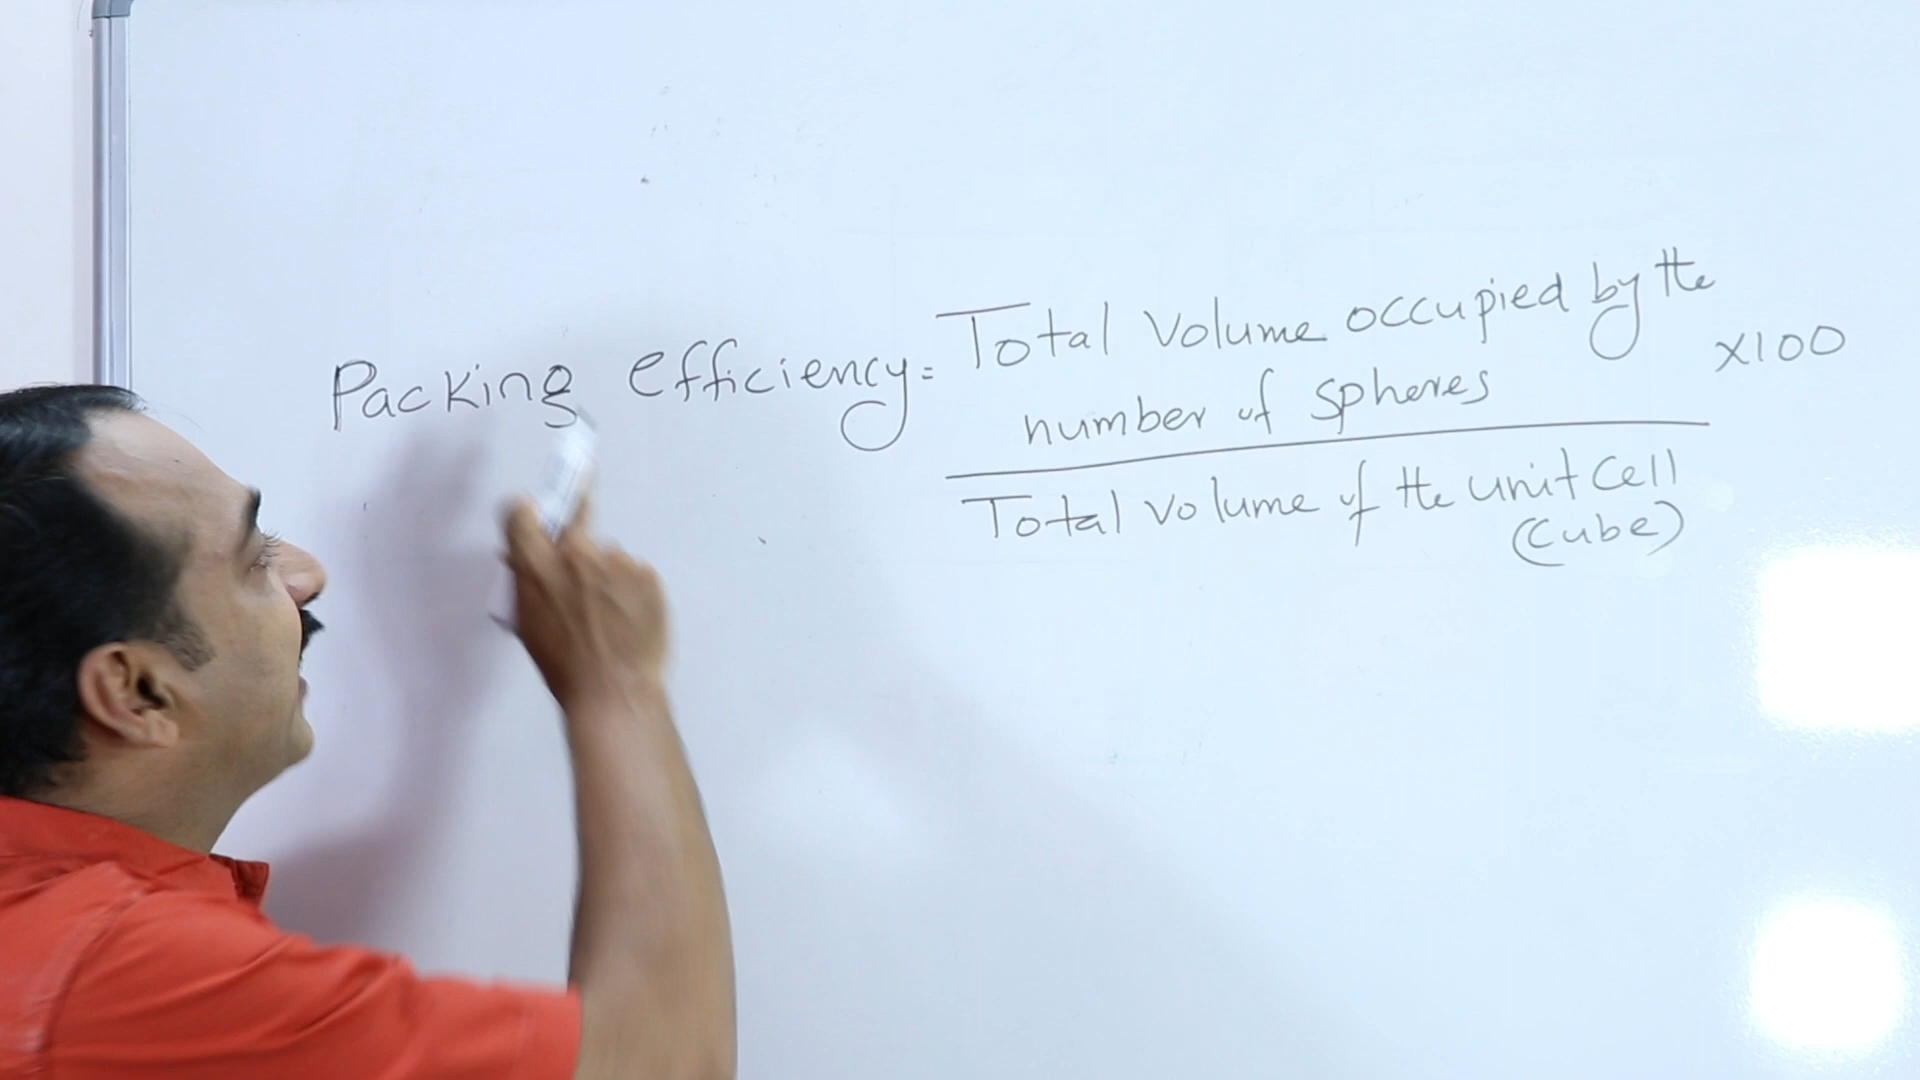 Packing efficiency = Total volume occupied by the
number of spheres
×100
Total volume of the unit cell
(cube)